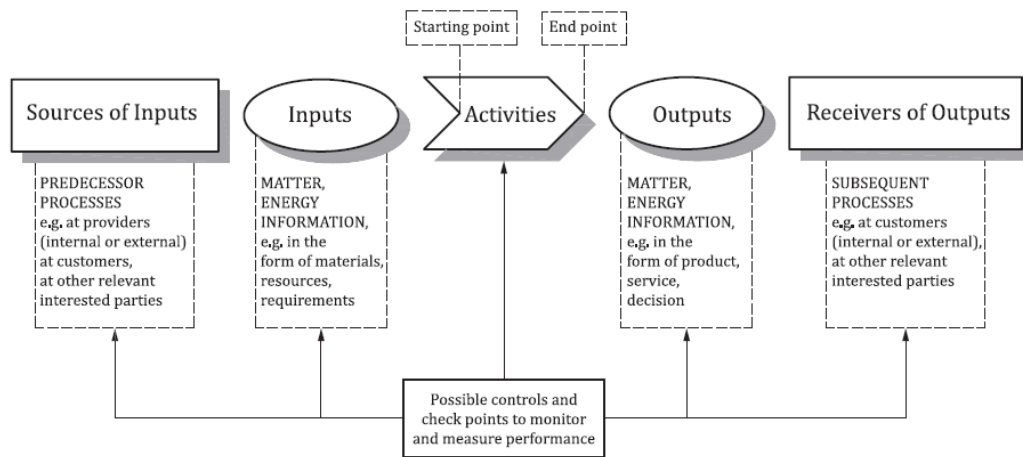 Starting point
End point
Sources of Inputs
Inputs
Activities
Outputs
Receivers of Outputs
PREDECESSOR
PROCESSES
e.g. at providers
(internal or external)
at customers,
at other relevant
interested parties
MATTER,
ENERGY
INFORMATION,
e.g. in the
form of materials,
resources,
requirements
MATTER,
ENERGY
INFORMATION,
e.g. in the
form of product,
service,
decision
SUBSEQUENT
PROCESSES
e.g. at customers
(internal or external),
at other relevant
interested parties
Possible controls and
check points to monitor
and measure performance